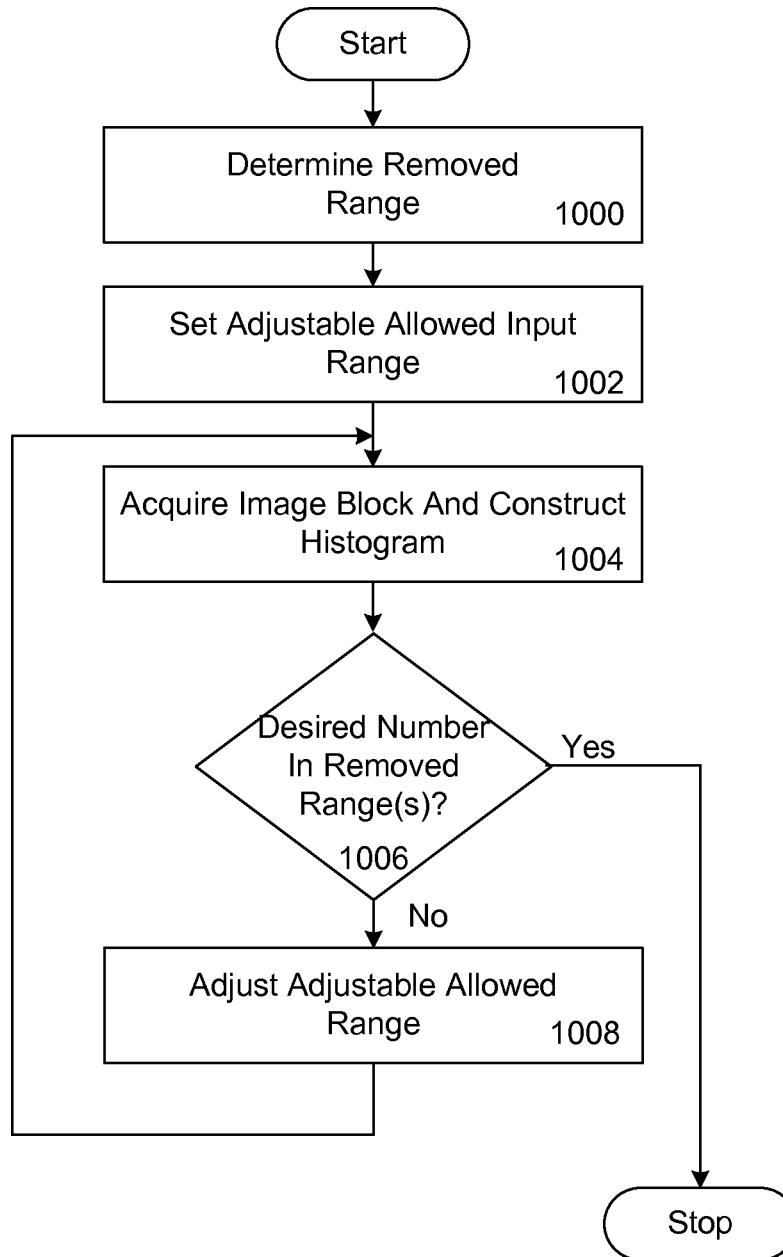 Start
Determine Removed
Range
1000
Set Adjustable Allowed Input
Range
1002
Acquire Image Block And Construct
Histogram
1004
Desired Number
In Removed
Range(s)?
1006
Yes
No
Adjust Adjustable Allowed
Range
1008
Stop